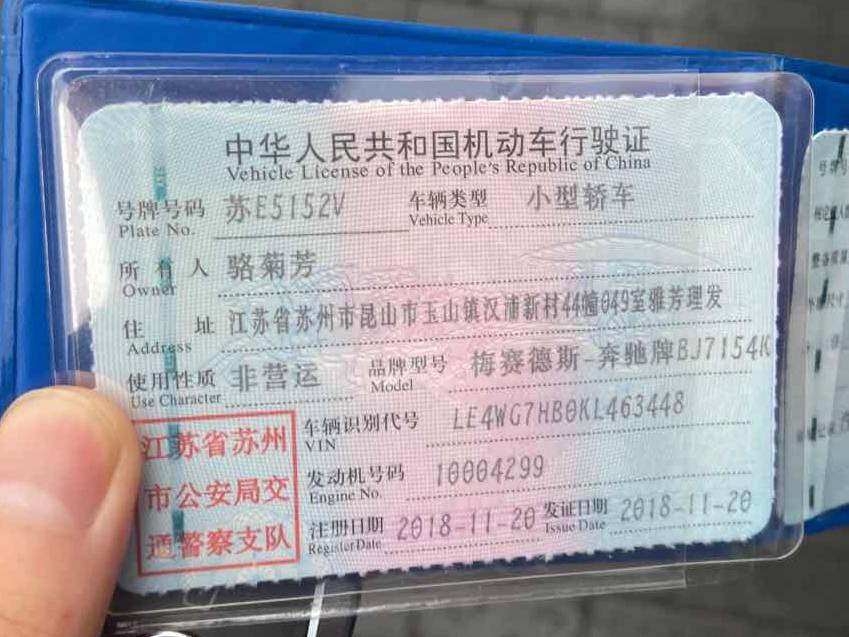 中华人民共和国机动车行驶证
Vehicle License of the People's Republic of China
号牌号码 苏E5152V 车辆类型 小型轿车
Plate No. Vehicle Type
所有人 骆菊芳
Owner
住址 江苏省苏州市昆山市玉山镇汉浦新村44幢049室雅芳理发
Address
使用性质 非营运 品牌型号 梅赛德斯-奔驰牌BJ7154K
Use Character Model
车辆识别代号 LE4WG7HB0KL463448
VIN
发动机号码 10004299
Engine No.
注册日期 2018-11-20 发证日期 2018-11-20
Register Date Issue Date
江苏省苏州
市公安局交
通警察支队